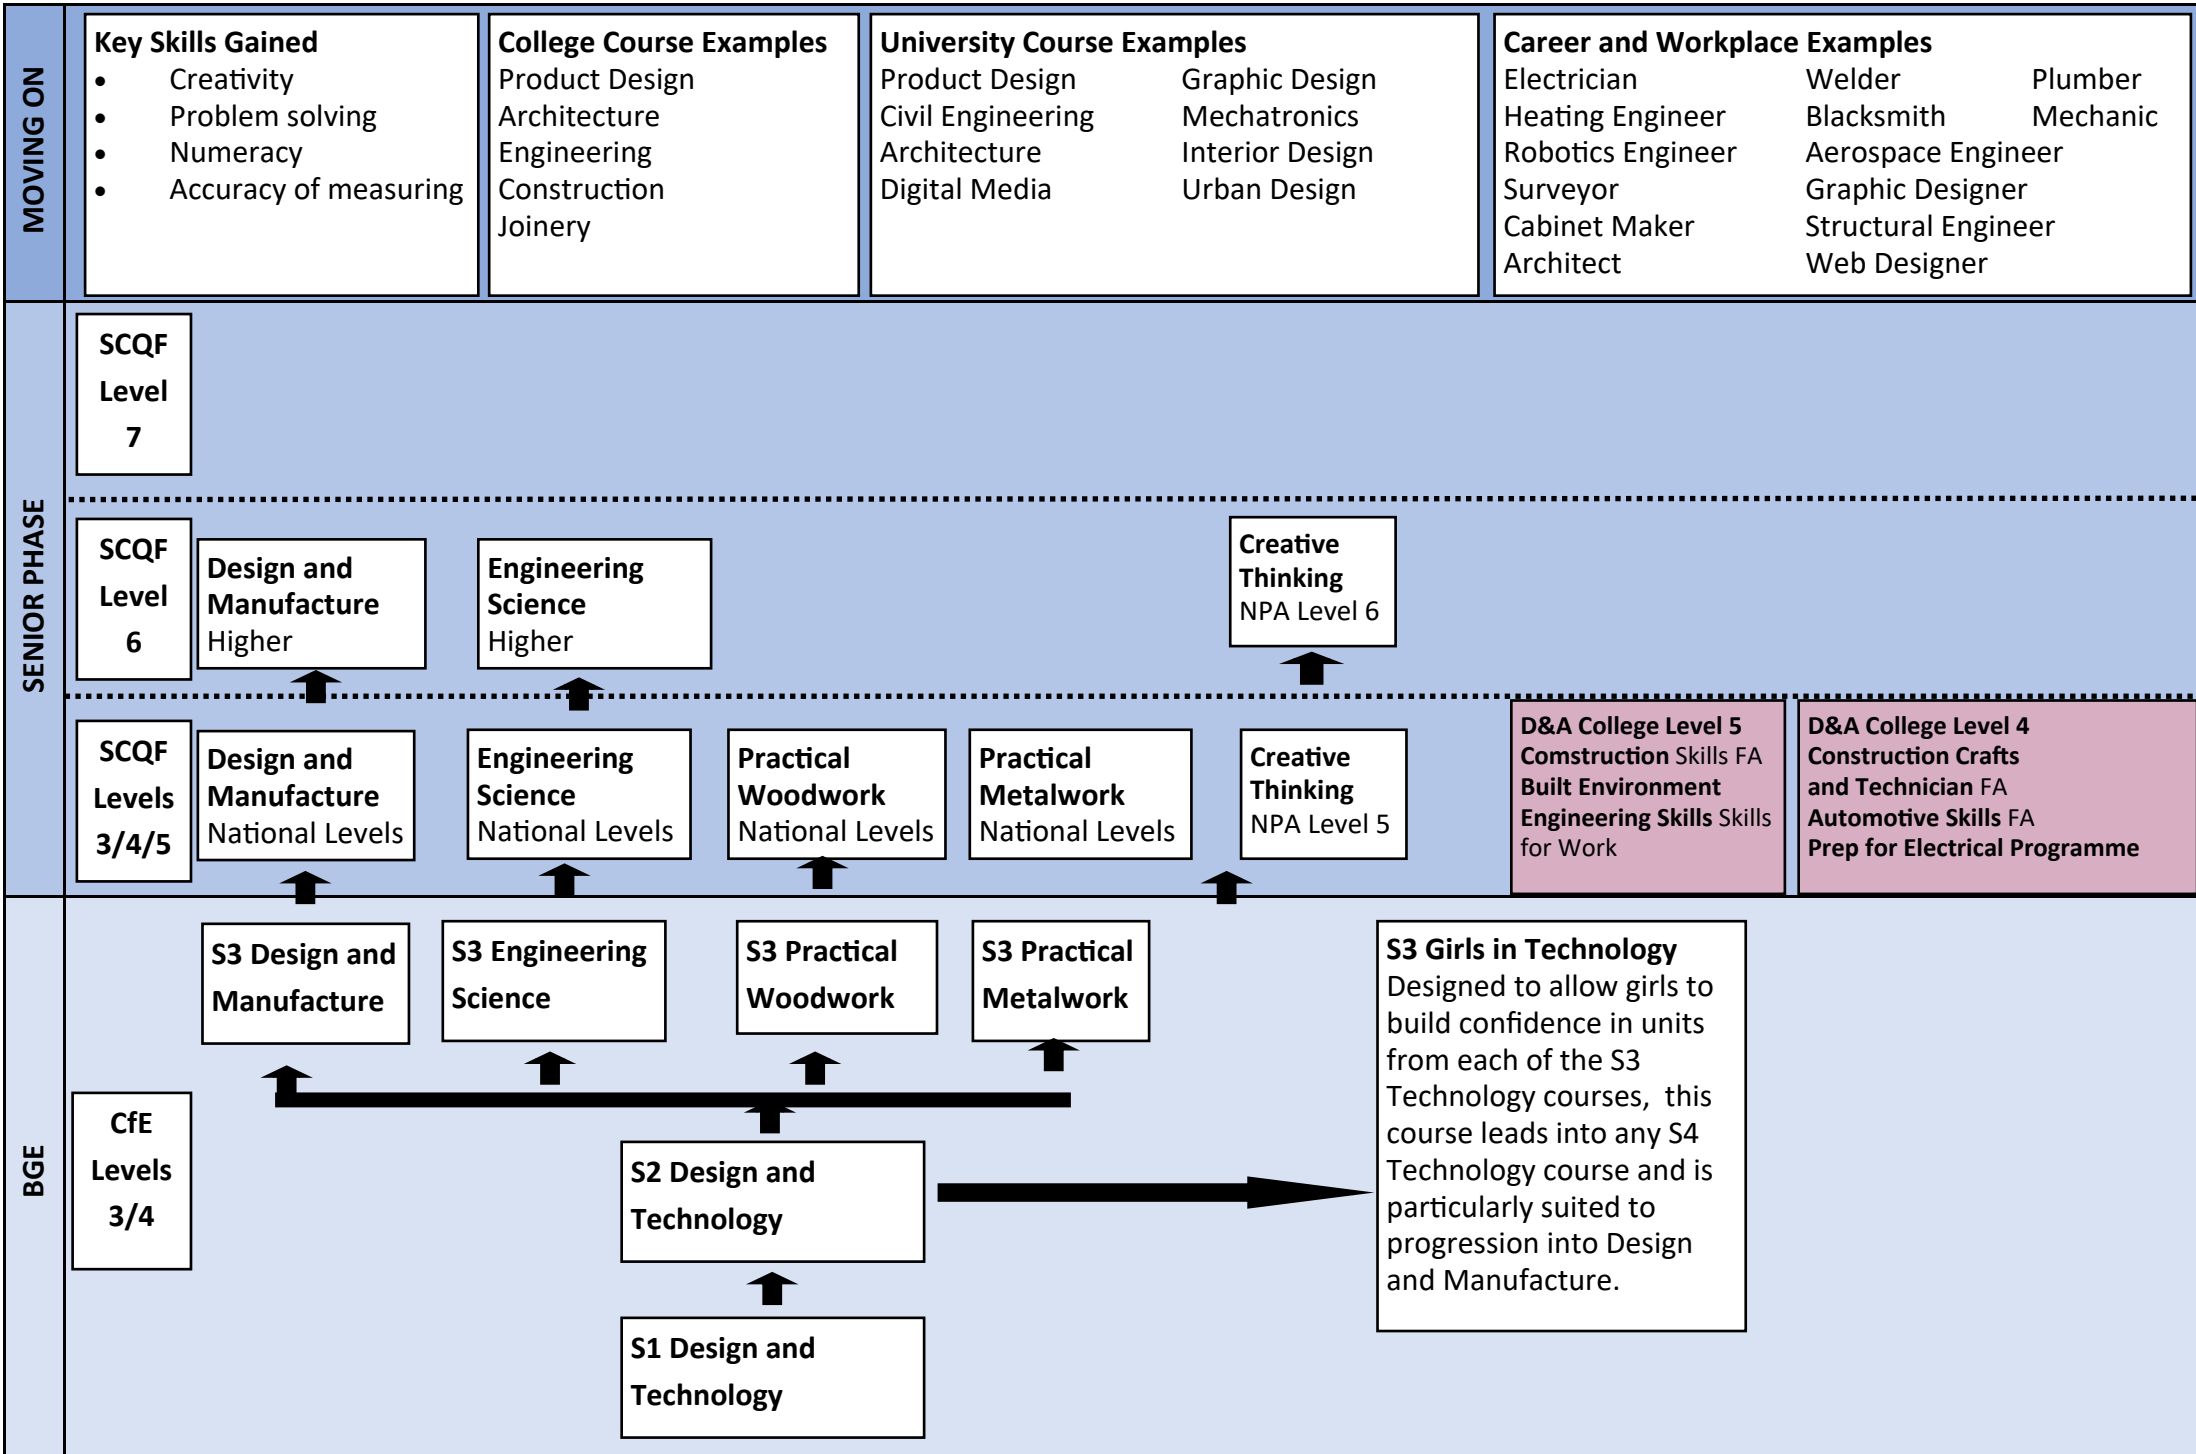 MOVING ON
Key Skills Gained
• Creativity
• Problem solving
• Numeracy
• Accuracy of measuring
College Course Examples
Product Design
Architecture
Engineering
Construction
Joinery
University Course Examples
Product Design Graphic Design
Civil Engineering Mechatronics
Architecture Interior Design
Digital Media Urban Design
Career and Workplace Examples
Electrician Welder Plumber
Heating Engineer Blacksmith Mechanic
Robotics Engineer Aerospace Engineer
Surveyor Graphic Designer
Cabinet Maker Structural Engineer
Architect Web Designer
SENIOR PHASE
SCQF
Level
7
SCQF
Level
6
Design and
Manufacture
Higher
Engineering
Science
Higher
Creative
Thinking
NPA Level 6
SCQF
Levels
3/4/5
Design and
Manufacture
National Levels
Engineering
Science
National Levels
Practical
Woodwork
National Levels
Practical
Metalwork
National Levels
Creative
Thinking
NPA Level 5
D&A College Level 5
Comstruction Skills FA
Built Environment
Engineering Skills Skills
for Work
D&A College Level 4
Construction Crafts
and Technician FA
Automotive Skills FA
Prep for Electrical Programme
BGE
CfE
Levels
3/4
S3 Design and
Manufacture
S3 Engineering
Science
S3 Practical
Woodwork
S3 Practical
Metalwork
S3 Girls in Technology
Designed to allow girls to
build confidence in units
from each of the S3
Technology courses, this
course leads into any S4
Technology course and is
particularly suited to
progression into Design
and Manufacture.
S2 Design and
Technology
S1 Design and
Technology